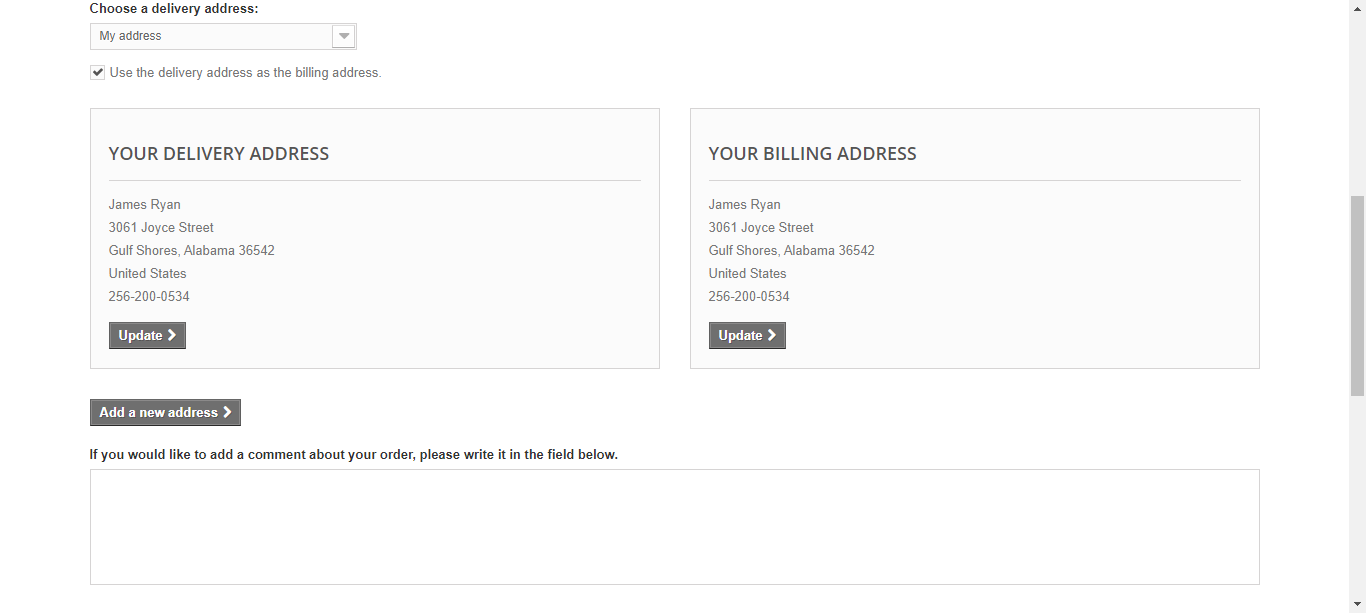 Choose a delivery address:
My address
Use the delivery address as the billing address.
YOUR DELIVERY ADDRESS
James Ryan
3061 Joyce Street
Gulf Shores, Alabama 36542
United States
256-200-0534
Update
YOUR BILLING ADDRESS
James Ryan
3061 Joyce Street
Gulf Shores, Alabama 36542
United States
256-200-0534
Update
Add a new address
If you would like to add a comment about your order, please write it in the field below.